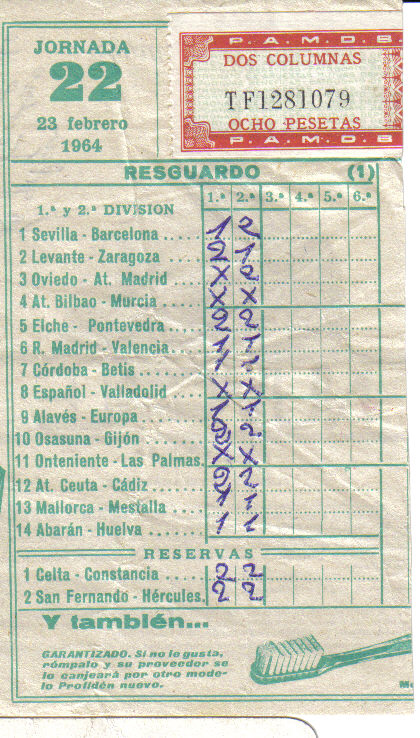 JORNADA
22
23 febrero
1964
P.A.M.D.B.
DOS COLUMNAS
TF1281079
OCHO PESETAS
P.A.M.D.B
RESGUARDO (1)
1.ª y 2.ª DIVISION 1.ª 2.ª 3.ª 4.ª 5.ª 6.ª
1 Sevilla - Barcelona ..... 1 2
2 Levante - Zaragoza .... 2 1
3 Oviedo - At. Madrid ... X 2
4 At. Bilbao - Murcia ..... X X
5 Elche - Pontevedra ..... 2 2
6 R. Madrid - Valencia.... 1 1
7 Córdoba - Betis ......... 1 1
8 Español - Valladolid .... X X
9 Alavés - Europa ......... 1 1
10 Osasuna - Gijón ........ 2 2
11 Onteniente - Las Palmas. X X
12 At. Ceuta - Cádiz ....... 2 2
13 Mallorca - Mestalla ..... 1 1
14 Abarán - Huelva ........ 1 1
RESERVAS
1 Celta - Constancia ..... 2 2
2 San Fernando - Hércules. 2 2
Y también...
GARANTIZADO. Si no le gusta,
rómpalo y su proveedor se
lo canjeará por otro mode-
lo Profidén nuevo.